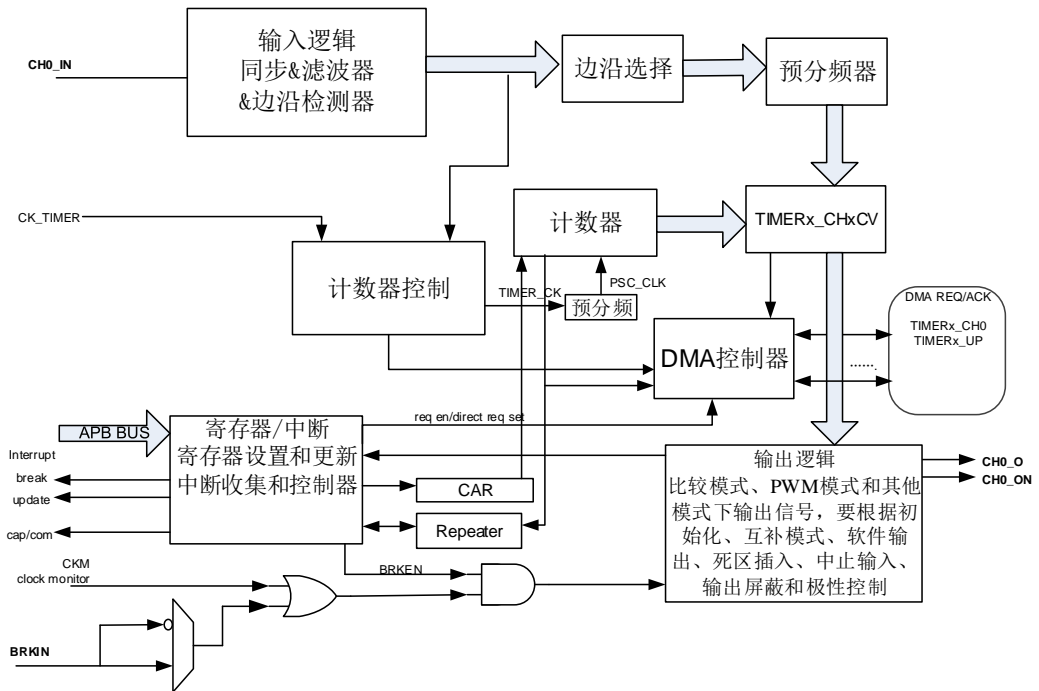 CH0_IN
输入逻辑
同步&滤波器
&边沿检测器
边沿选择
预分频器
CK_TIMER
计数器控制
计数器
TIMERx_CHxCV
TIMER_CK
PSC_CLK
预分频
DMA控制器
DMA REQ/ACK
TIMERx_CH0
TIMERx_UP
.......
req en/direct req set
APB BUS
寄存器/中断
寄存器设置和更新
中断收集和控制器
Interrupt
break
update
cap/com
CAR
Repeater
输出逻辑
比较模式、PWM模式和其他
模式下输出信号，要根据初
始化、互补模式、软件输
出、死区插入、中止输入、
输出屏蔽和极性控制
CH0_O
CH0_ON
CKM
clock monitor
BRKEN
BRKIN